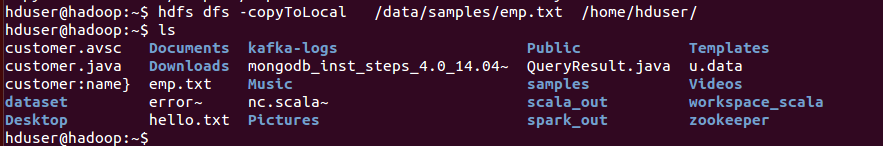 hduser@hadoop:~$ hdfs dfs -copyToLocal   /data/samples/emp.txt  /home/hduser/
hduser@hadoop:~$ ls
customer.avsc   Documents  kafka-logs                      Public            Templates
customer.java   Downloads  mongodb_inst_steps_4.0_14.04~  QueryResult.java  u.data
customer:name}  emp.txt    Music                           samples           Videos
dataset         error~     nc.scala~                       scala_out         workspace_scala
Desktop         hello.txt  Pictures                        spark_out         zookeeper
hduser@hadoop:~$